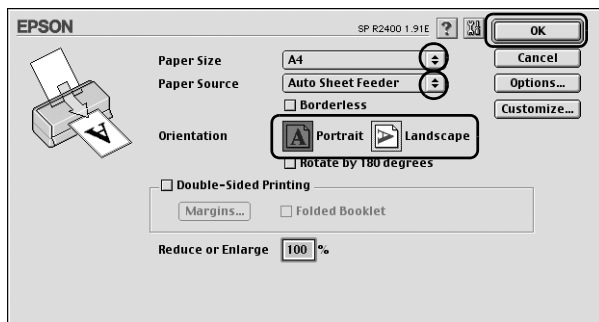 EPSON
SP R2400 1.91E ?
OK
Paper Size A4
Cancel
Paper Source Auto Sheet Feeder
Options...
Borderless
Customize...
Orientation A Portrait A Landscape
Rotate by 180 degrees
Double-Sided Printing
Margins... Folded Booklet
Reduce or Enlarge 100 %
A